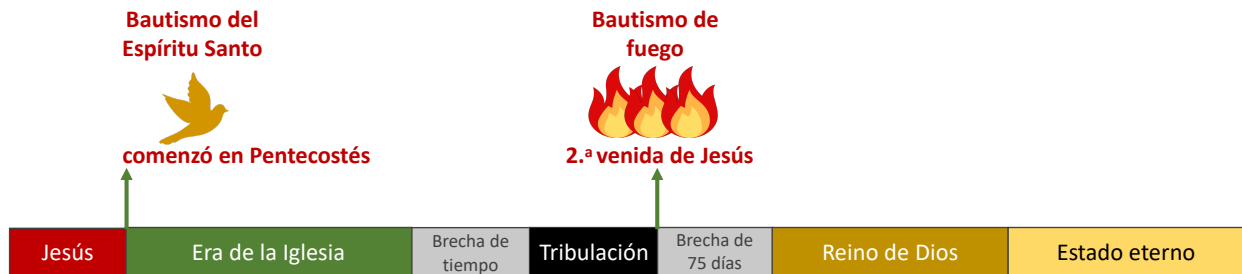 Bautismo del
Espíritu Santo
comenzó en Pentecostés
Bautismo de
fuego
2.ª venida de Jesús
Jesús
Era de la Iglesia
Brecha de
tiempo
Tribulación
Brecha de
75 días
Reino de Dios
Estado eterno